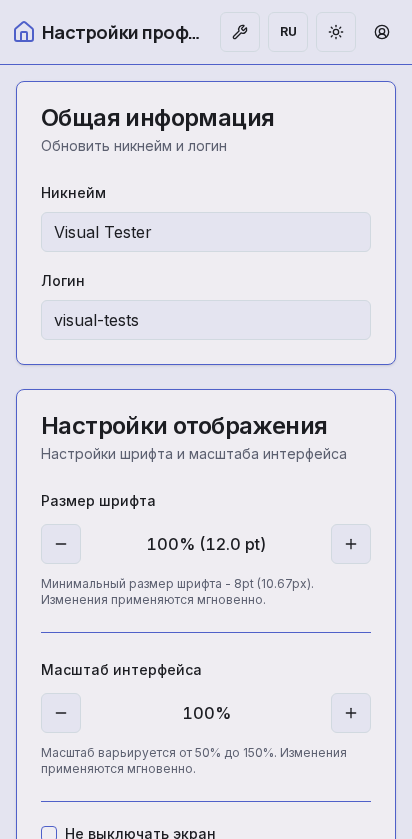 Настройки проф...
RU
Общая информация
Обновить никнейм и логин
Никнейм
Visual Tester
Логин
visual-tests
Настройки отображения
Настройки шрифта и масштаба интерфейса
Размер шрифта
100% (12.0 pt)
Минимальный размер шрифта - 8pt (10.67px).
Изменения применяются мгновенно.
Масштаб интерфейса
100%
Масштаб варьируется от 50% до 150%. Изменения
применяются мгновенно.
Не выключать экран